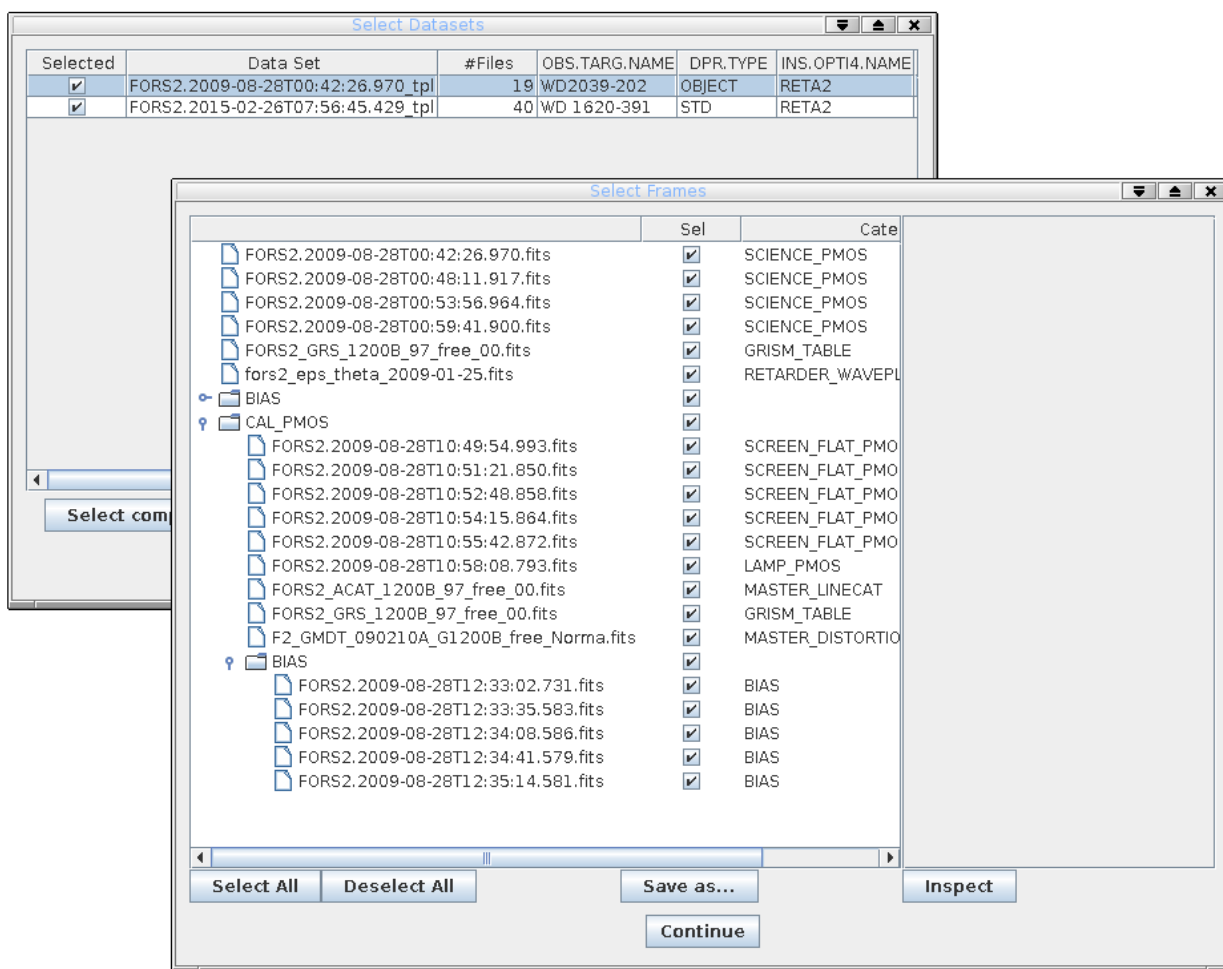 Select Datasets
Selected Data Set #Files OBS.TARG.NAME DPR.TYPE INS.OPTI4.NAME
FORS2.2009-08-28T00:42:26.970_tpl 19 WD2039-202 OBJECT RETA2
FORS2.2015-02-26T07:56:45.429_tpl 40 WD 1620-391 STD RETA2
Select comp
Select Frames
Sel Cate
FORS2.2009-08-28T00:42:26.970.fits SCIENCE_PMOS
FORS2.2009-08-28T00:48:11.917.fits SCIENCE_PMOS
FORS2.2009-08-28T00:53:56.964.fits SCIENCE_PMOS
FORS2.2009-08-28T00:59:41.900.fits SCIENCE_PMOS
FORS2_GRS_1200B_97_free_00.fits GRISM_TABLE
fors2_eps_theta_2009-01-25.fits RETARDER_WAVEPL
BIAS
CAL_PMOS
FORS2.2009-08-28T10:49:54.993.fits SCREEN_FLAT_PMO
FORS2.2009-08-28T10:51:21.850.fits SCREEN_FLAT_PMO
FORS2.2009-08-28T10:52:48.858.fits SCREEN_FLAT_PMO
FORS2.2009-08-28T10:54:15.864.fits SCREEN_FLAT_PMO
FORS2.2009-08-28T10:55:42.872.fits SCREEN_FLAT_PMO
FORS2.2009-08-28T10:58:08.793.fits LAMP_PMOS
FORS2_ACAT_1200B_97_free_00.fits MASTER_LINECAT
FORS2_GRS_1200B_97_free_00.fits GRISM_TABLE
F2_GMDT_090210A_G1200B_free_Norma.fits MASTER_DISTORTIO
BIAS
FORS2.2009-08-28T12:33:02.731.fits BIAS
FORS2.2009-08-28T12:33:35.583.fits BIAS
FORS2.2009-08-28T12:34:08.586.fits BIAS
FORS2.2009-08-28T12:34:41.579.fits BIAS
FORS2.2009-08-28T12:35:14.581.fits BIAS
Select All Deselect All Save as... Inspect
Continue